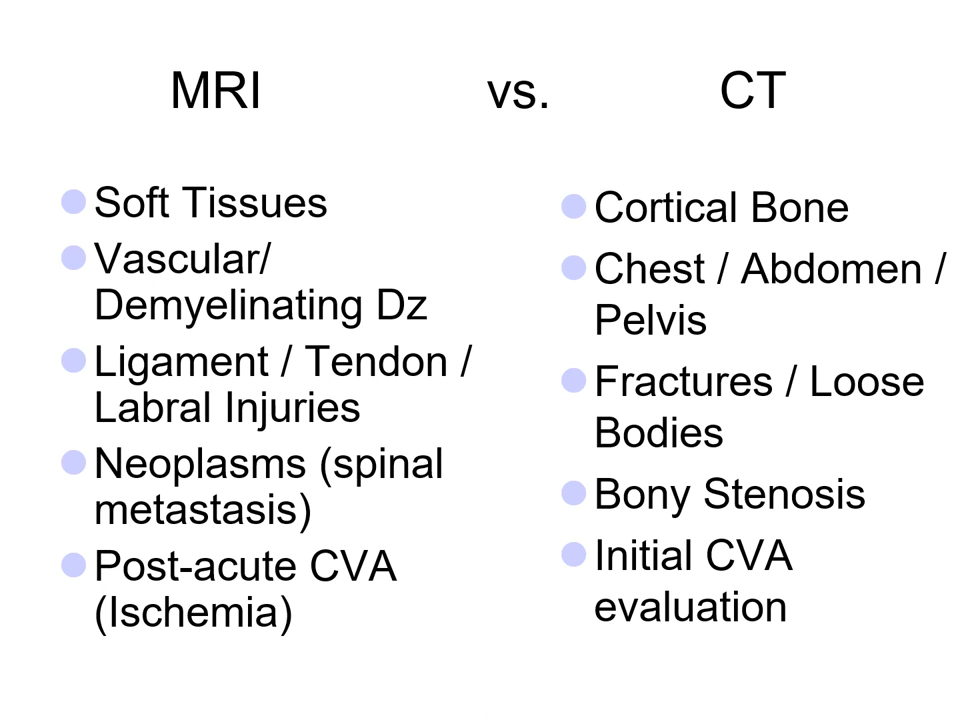 MRI vs. CT
Soft Tissues
Vascular/
Demyelinating Dz
Ligament / Tendon /
Labral Injuries
Neoplasms (spinal
metastasis)
Post-acute CVA
(Ischemia)
Cortical Bone
Chest / Abdomen /
Pelvis
Fractures / Loose
Bodies
Bony Stenosis
Initial CVA
evaluation